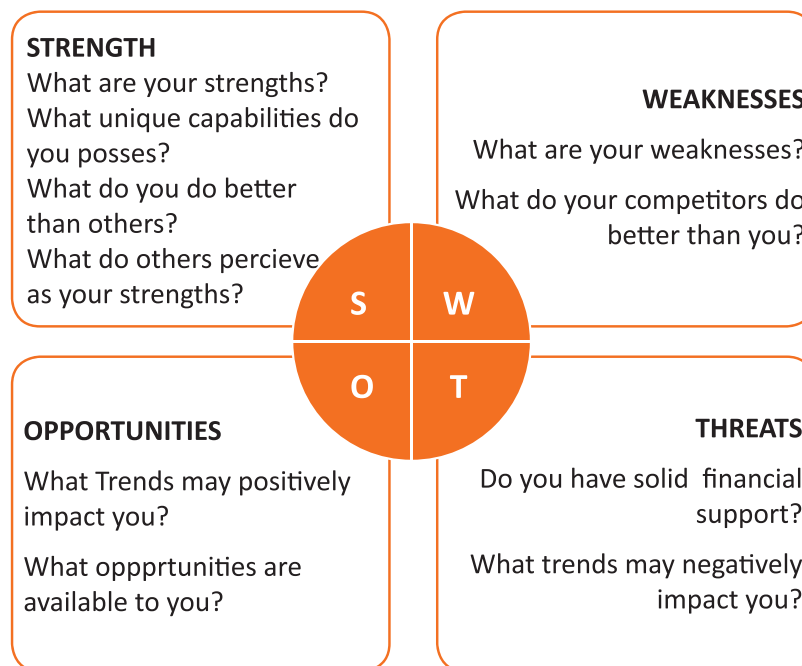 STRENGTH
What are your strengths?
What unique capabilities do
you posses?
What do you do better
than others?
What do others percieve
as your strengths?
WEAKNESSES
What are your weaknesses?
What do your competitors do
better than you?
S
W
O
T
OPPORTUNITIES
What Trends may positively
impact you?
What oppprtunities are
available to you?
THREATS
Do you have solid  financial
support?
What trends may negatively
impact you?